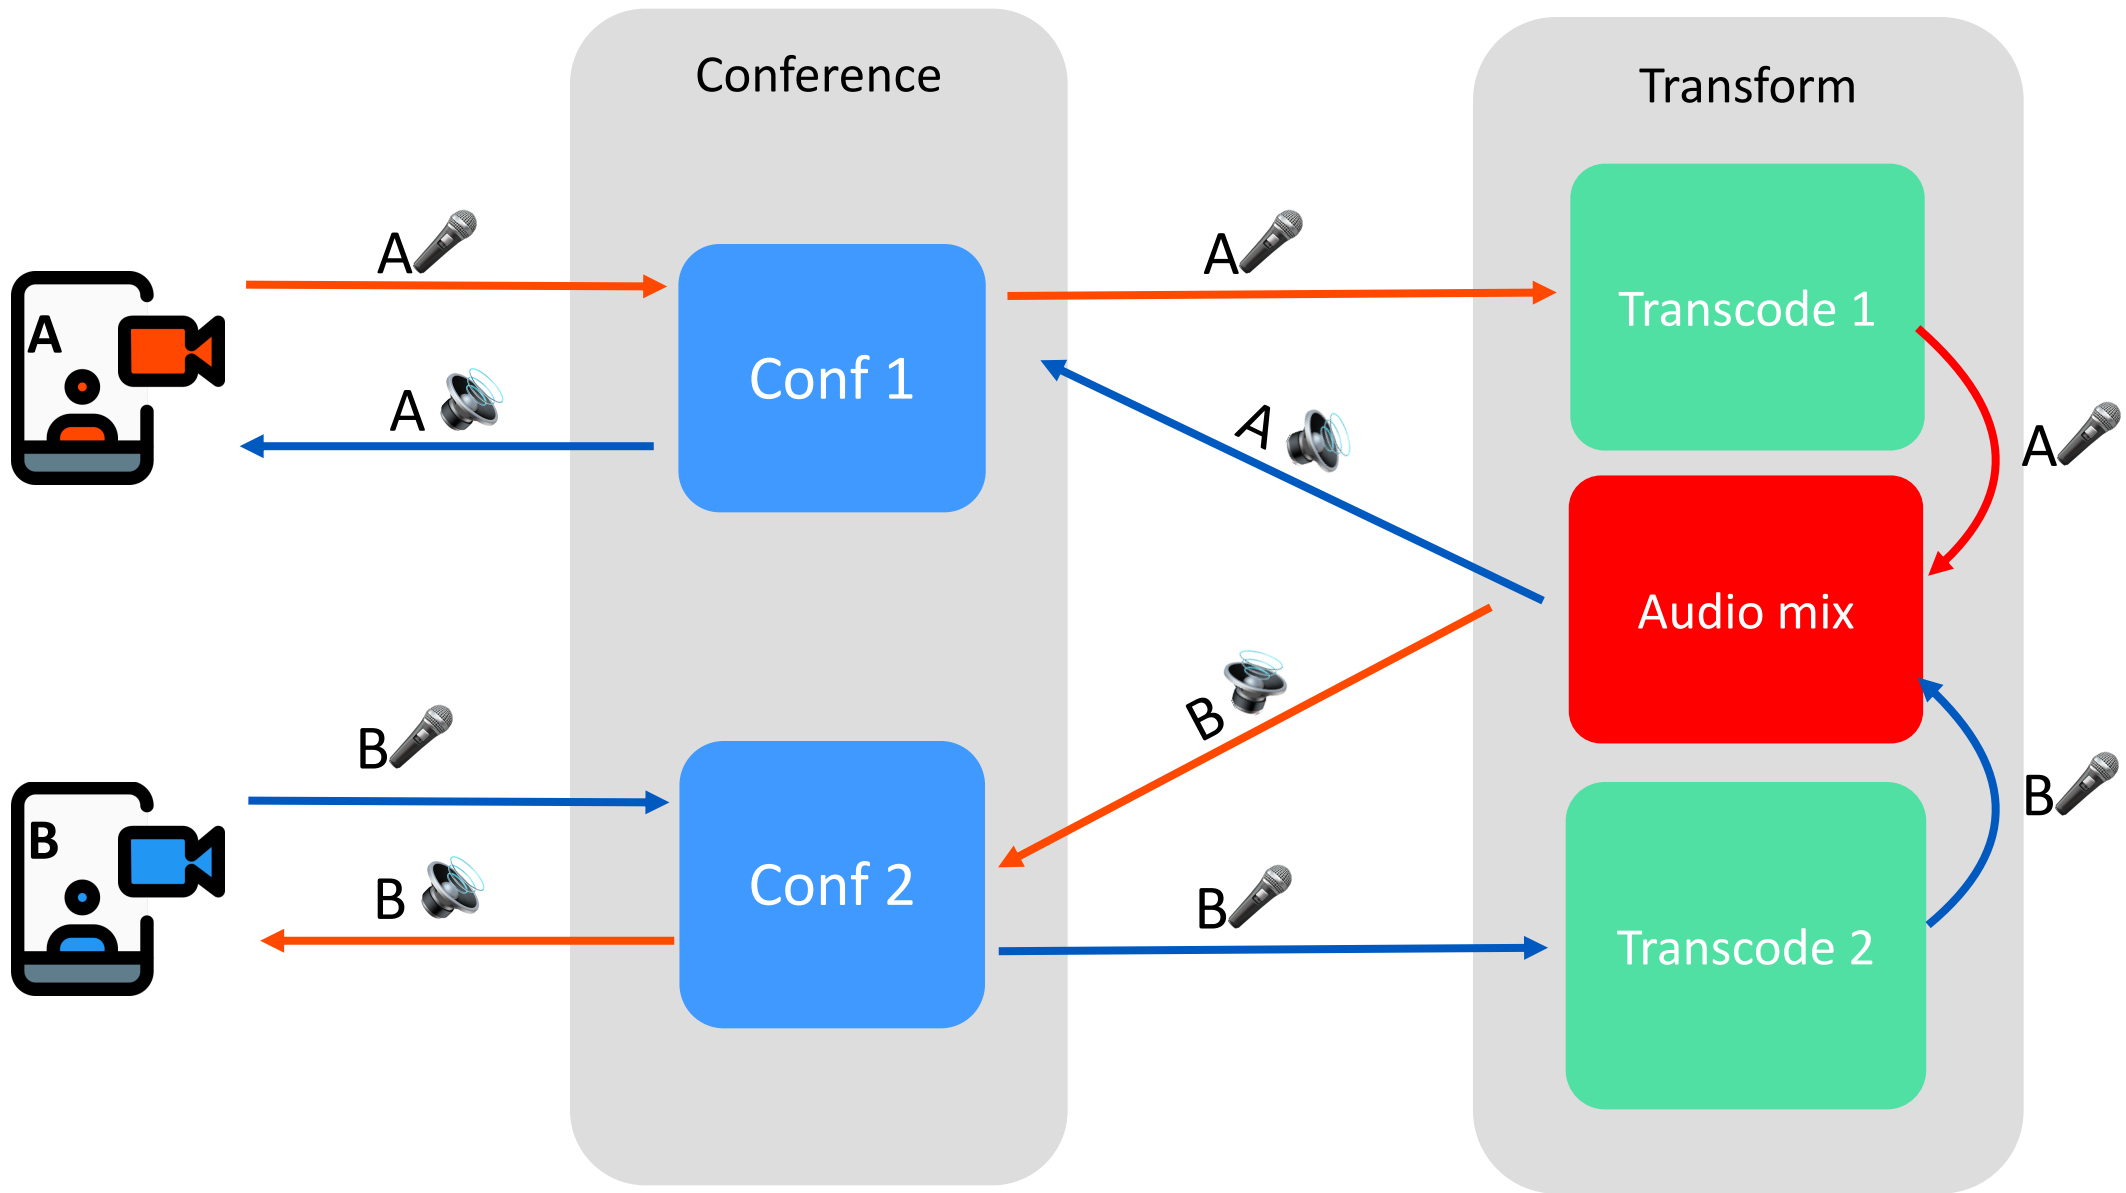 Conference
Transform
A
A
Transcode 1
A
Conf 1
A
A
A
Audio mix
B
B
B
B
Conf 2
B
B
Transcode 2